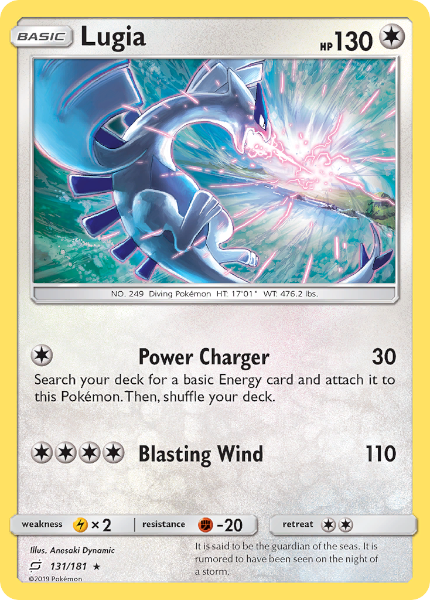 BASIC Lugia HP 130
NO. 249 Diving Pokémon HT: 17'01" WT: 476.2 lbs.
Power Charger 30
Search your deck for a basic Energy card and attach it to
this Pokémon. Then, shuffle your deck.
Blasting Wind 110
weakness × 2 resistance -20 retreat
Illus. Anesaki Dynamic
131/181 ★
©2019 Pokémon
It is said to be the guardian of the seas. It is
rumored to have been seen on the night of
a storm.